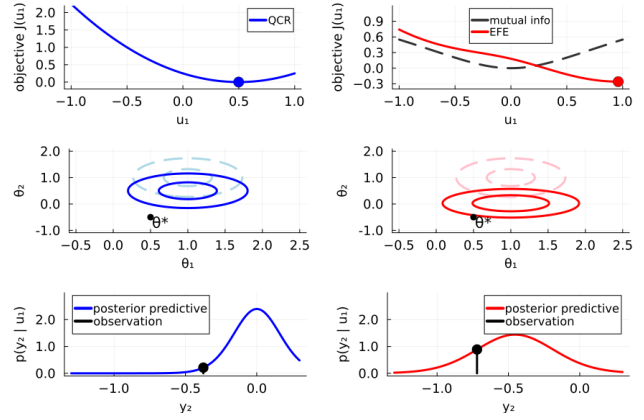 objective J(u₁)
2.0
1.5
1.0
0.5
0.0
QCR
−1.0 −0.5 0.0 0.5 1.0
u₁
objective J(u₁)
0.9
0.6
0.3
0.0
−0.3
mutual info
EFE
−1.0 −0.5 0.0 0.5 1.0
u₁
θ₂
2.0
1.0
0.0
-1.0
θ*
−0.5 0.0 0.5 1.0 1.5 2.0 2.5
θ₁
2.0
1.0
0.0
-1.0
θ*
−0.5 0.0 0.5 1.0 1.5 2.0 2.5
θ₁
p(y₂ | u₁)
2.0
1.0
0.0
posterior predictive
observation
−1.0 −0.5 0.0
y₂
p(y₂ | u₁)
2.0
1.0
0.0
posterior predictive
observation
−1.0 −0.5 0.0
y₂